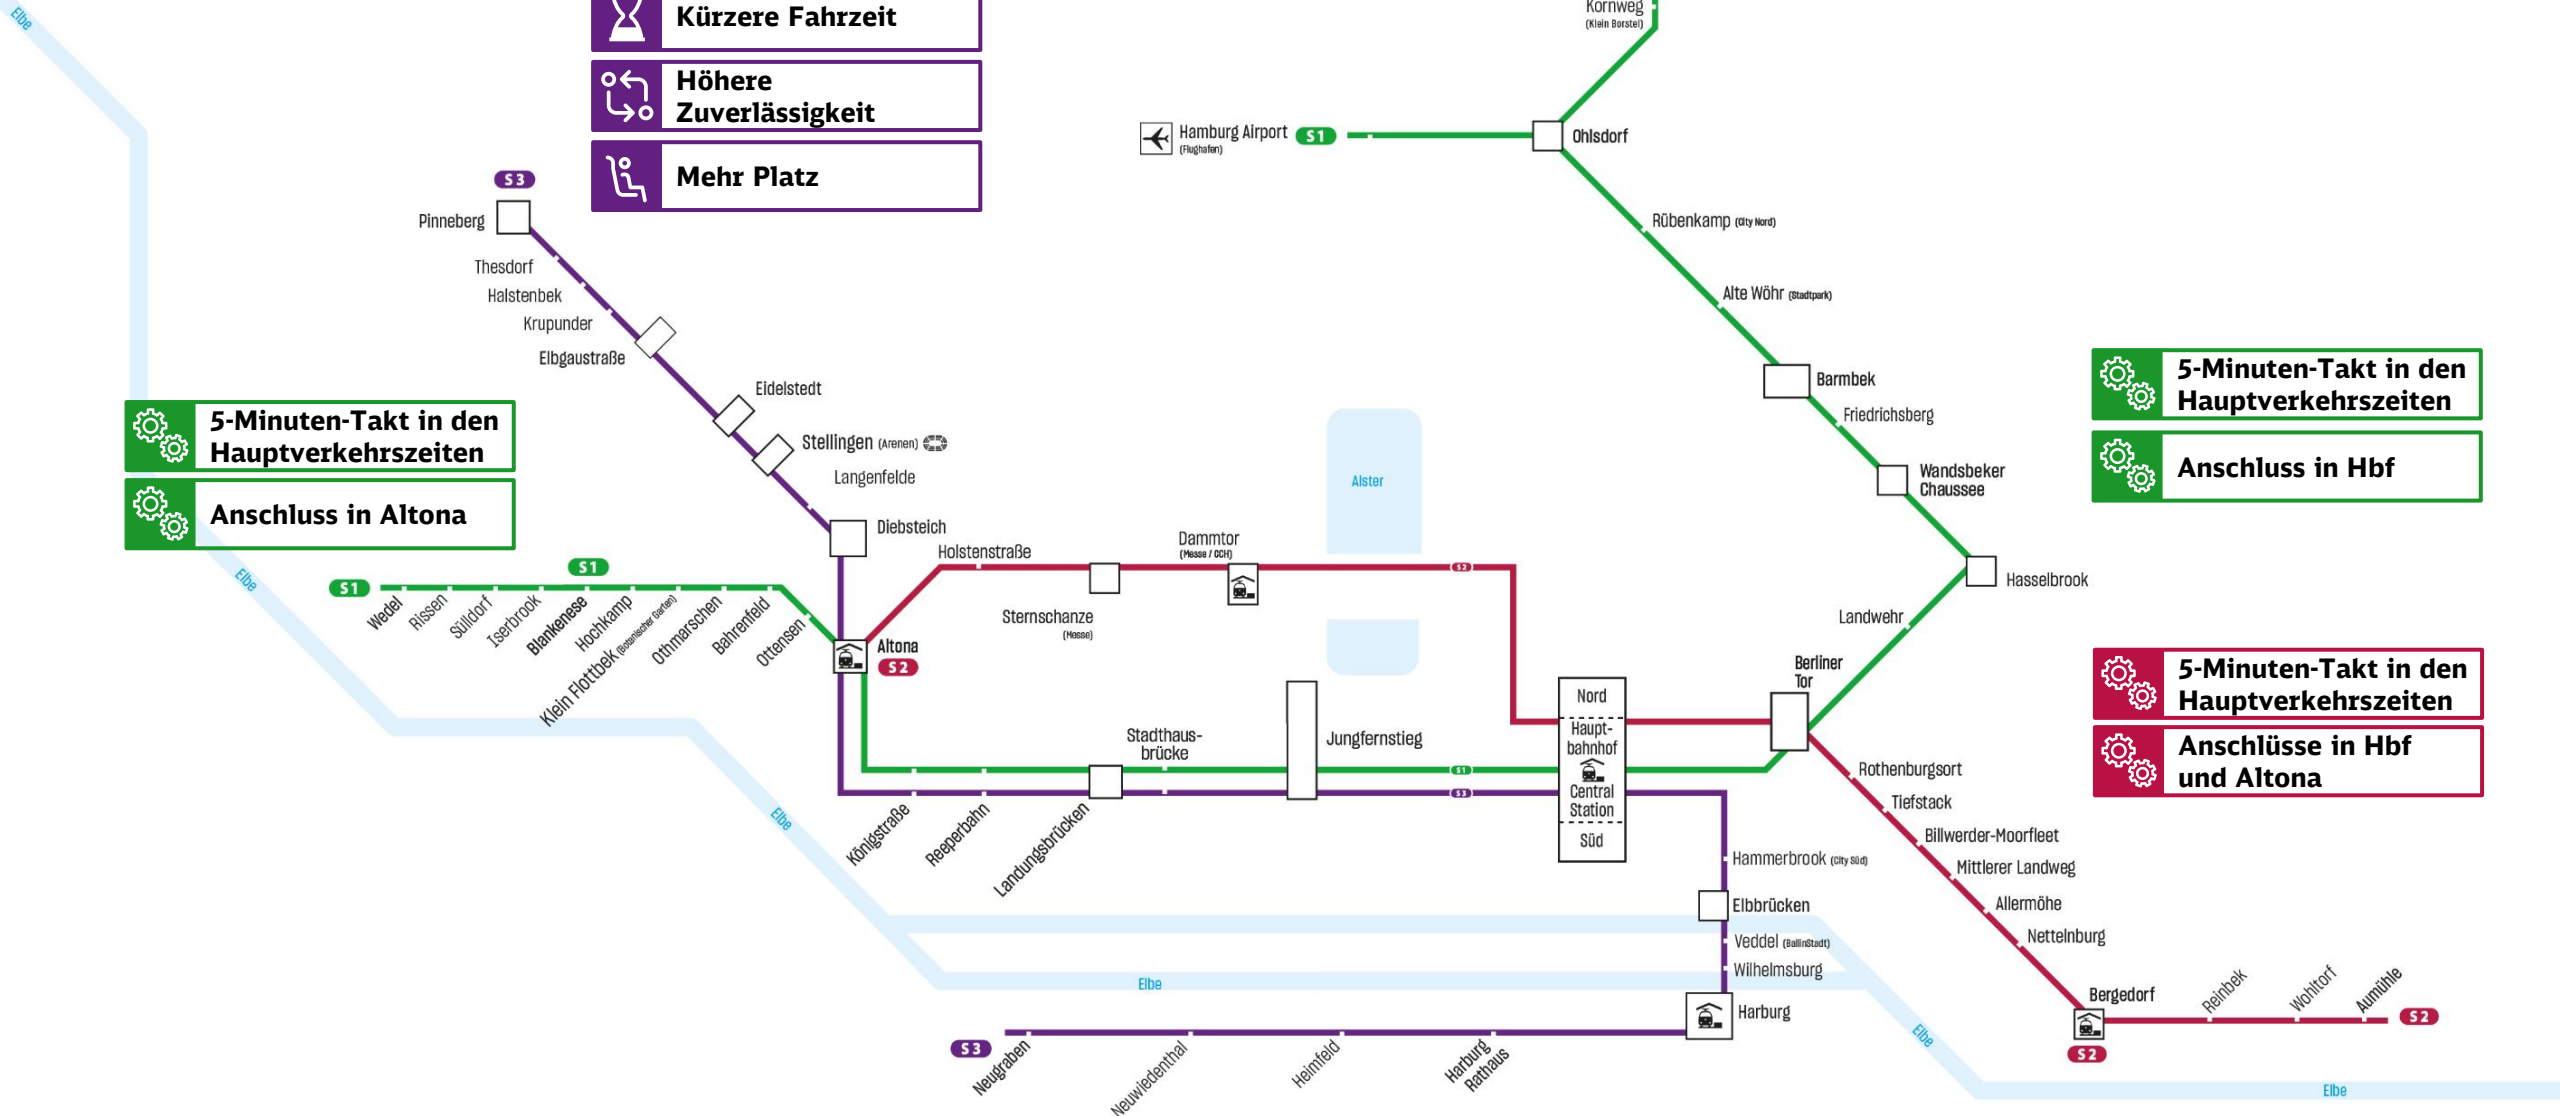 Elbe
Kürzere Fahrzeit
Höhere
Zuverlässigkeit
Mehr Platz
Kornweg
(Klein Borstel)
Hamburg Airport
(Flughafen)
S1
Ohlsdorf
Rübenkamp (City Nord)
Alte Wöhr (Stadtpark)
Barmbek
Friedrichsberg
Wandsbeker
Chaussee
Hasselbrook
Landwehr
Berliner
Tor
S3
Pinneberg
Thesdorf
Halstenbek
Krupunder
Elbgaustraße
Eidelstedt
Stellingen (Arenen)
Langenfelde
Diebsteich
5-Minuten-Takt in den
Hauptverkehrszeiten
Anschluss in Altona
5-Minuten-Takt in den
Hauptverkehrszeiten
Anschluss in Hbf
5-Minuten-Takt in den
Hauptverkehrszeiten
Anschlüsse in Hbf
und Altona
Elbe
S1
S1
Wedel
Rissen
Sülldorf
Iserbrook
Blankenese
Hochkamp
Klein Flottbek (Botanischer Garten)
Othmarschen
Bahrenfeld
Ottensen
Altona
S2
Holstenstraße
Sternschanze
(Messe)
Dammtor
(Messe / CCH)
Alster
S2
Nord
Haupt-
bahnhof
Central
Station
Süd
Stadthaus-
brücke
Jungfernstieg
S1
S3
Königstraße
Reeperbahn
Landungsbrücken
Elbe
Hammerbrook (City Süd)
Elbbrücken
Veddel (BallinStadt)
Wilhelmsburg
Harburg
Elbe
S3
Neugraben
Neuwiedenthal
Heimfeld
Harburg
Rathaus
Rothenburgsort
Tiefstack
Billwerder-Moorfleet
Mittlerer Landweg
Allermöhe
Nettelnburg
Bergedorf
S2
Reinbek
Wohltorf
Aumühle
S2
Elbe
Elbe